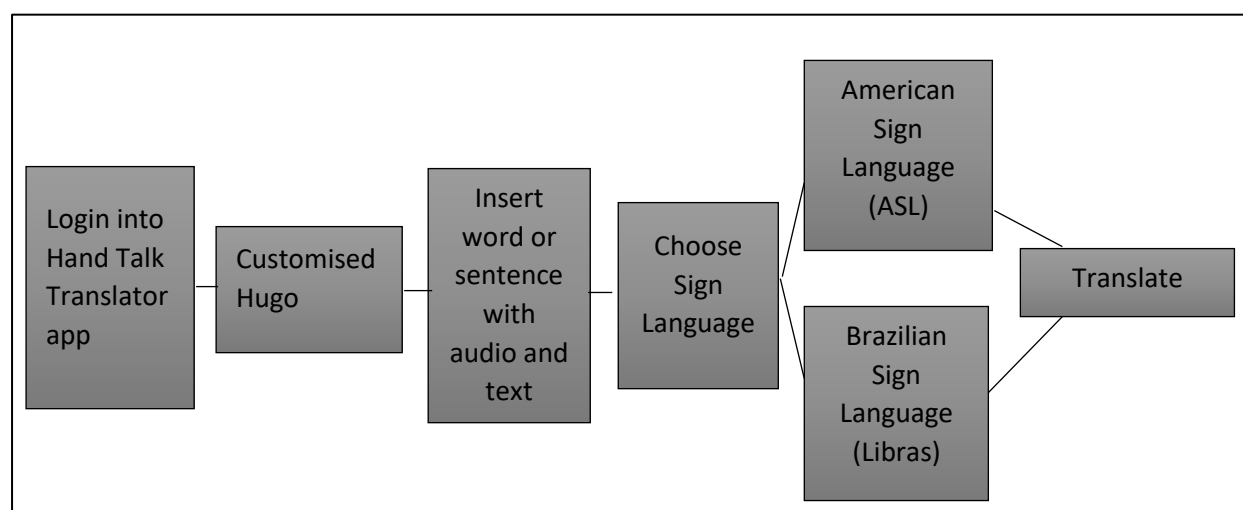 Login into
Hand Talk
Translator
app
Customised
Hugo
Insert
word or
sentence
with
audio and
text
Choose
Sign
Language
American
Sign
Language
(ASL)
Brazilian
Sign
Language
(Libras)
Translate